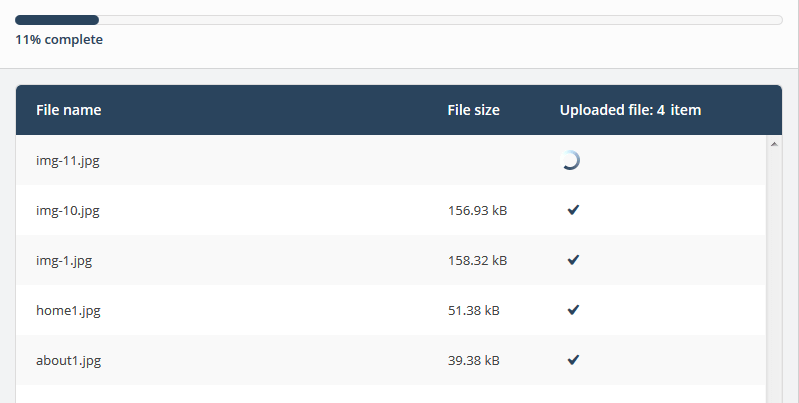 11% complete
File name File size Uploaded file: 4 item
img-11.jpg
img-10.jpg 156.93 kB
img-1.jpg 158.32 kB
home1.jpg 51.38 kB
about1.jpg 39.38 kB